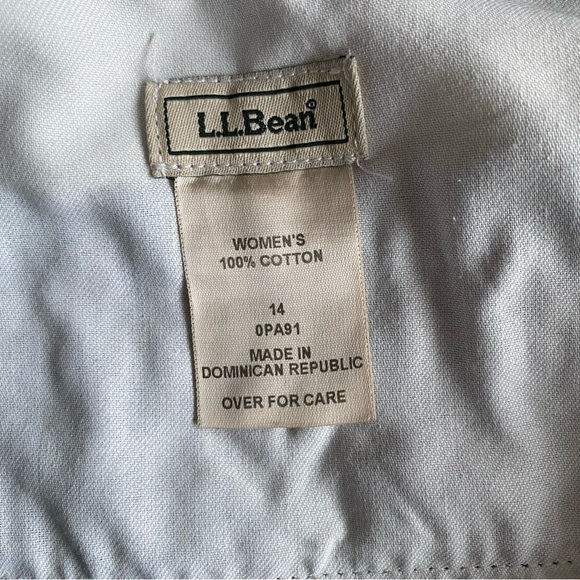 L.L.Bean®
WOMEN'S
100% COTTON
14
0PA91
MADE IN
DOMINICAN REPUBLIC
OVER FOR CARE